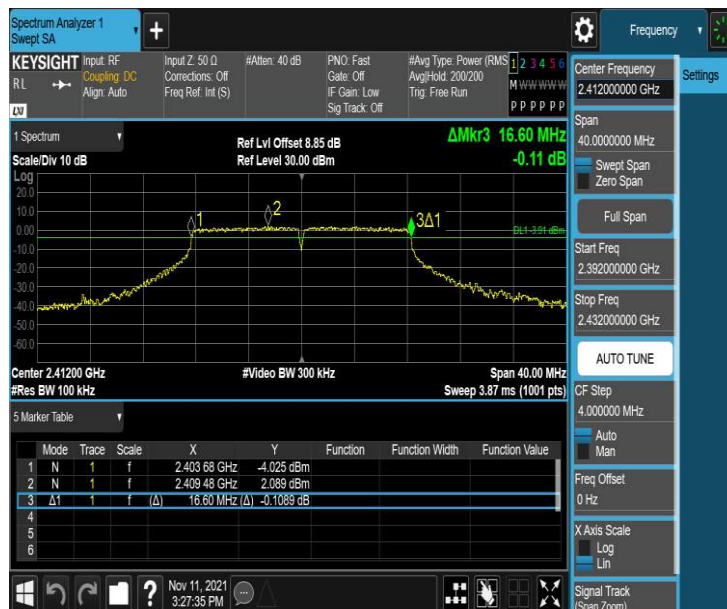 Spectrum Analyzer 1
Swept SA
Frequency
KEYSIGHT
RL
LXI
Input: RF
Coupling: DC
Align: Auto
Input Z: 50 Ω
Corrections: Off
Freq Ref: Int (S)
#Atten: 40 dB
PNO: Fast
Gate: Off
IF Gain: Low
Sig Track: Off
#Avg Type: Power (RMS
Avg|Hold: 200/200
Trig: Free Run
1 2 3 4 5 6
M W W W W W
P P P P P P
1 Spectrum
Scale/Div 10 dB
Log
Ref Lvl Offset 8.85 dB
Ref Level 30.00 dBm
ΔMkr3 16.60 MHz
-0.11 dB
20.0
10.0
0.00
-10.0
-20.0
-30.0
-40.0
-50.0
-60.0
1
2
3Δ1
DL1 -3.91 dBm
Center 2.41200 GHz
#Res BW 100 kHz
#Video BW 300 kHz
Span 40.00 MHz
Sweep 3.87 ms (1001 pts)
5 Marker Table
Mode Trace Scale X Y Function Function Width Function Value
1 N 1 f 2.403 68 GHz -4.025 dBm
2 N 1 f 2.409 48 GHz 2.089 dBm
3 Δ1 1 f (Δ) 16.60 MHz (Δ) -0.1089 dB
4
5
6
Nov 11, 2021
3:27:35 PM
Center Frequency
2.412000000 GHz
Settings
Span
40.0000000 MHz
Swept Span
Zero Span
Full Span
Start Freq
2.392000000 GHz
Stop Freq
2.432000000 GHz
AUTO TUNE
CF Step
4.000000 MHz
Auto
Man
Freq Offset
0 Hz
X Axis Scale
Log
Lin
Signal Track
(Span Zoom)